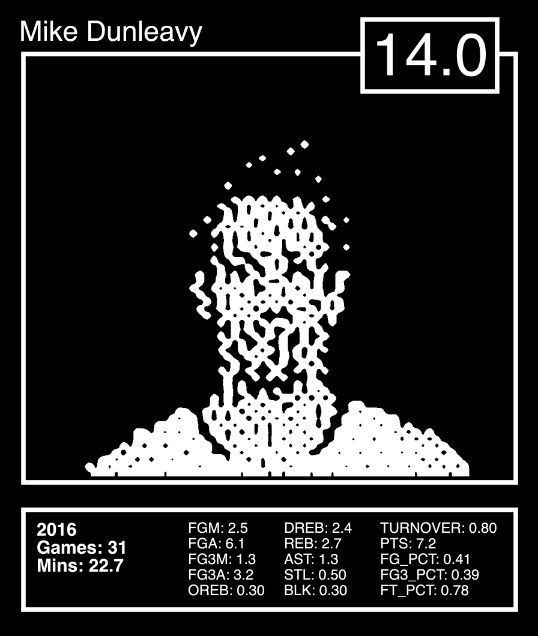 Mike Dunleavy
14.0
2016
Games: 31
Mins: 22.7
FGM: 2.5
FGA: 6.1
FG3M: 1.3
FG3A: 3.2
OREB: 0.30
DREB: 2.4
REB: 2.7
AST: 1.3
STL: 0.50
BLK: 0.30
TURNOVER: 0.80
PTS: 7.2
FG_PCT: 0.41
FG3_PCT: 0.39
FT_PCT: 0.78